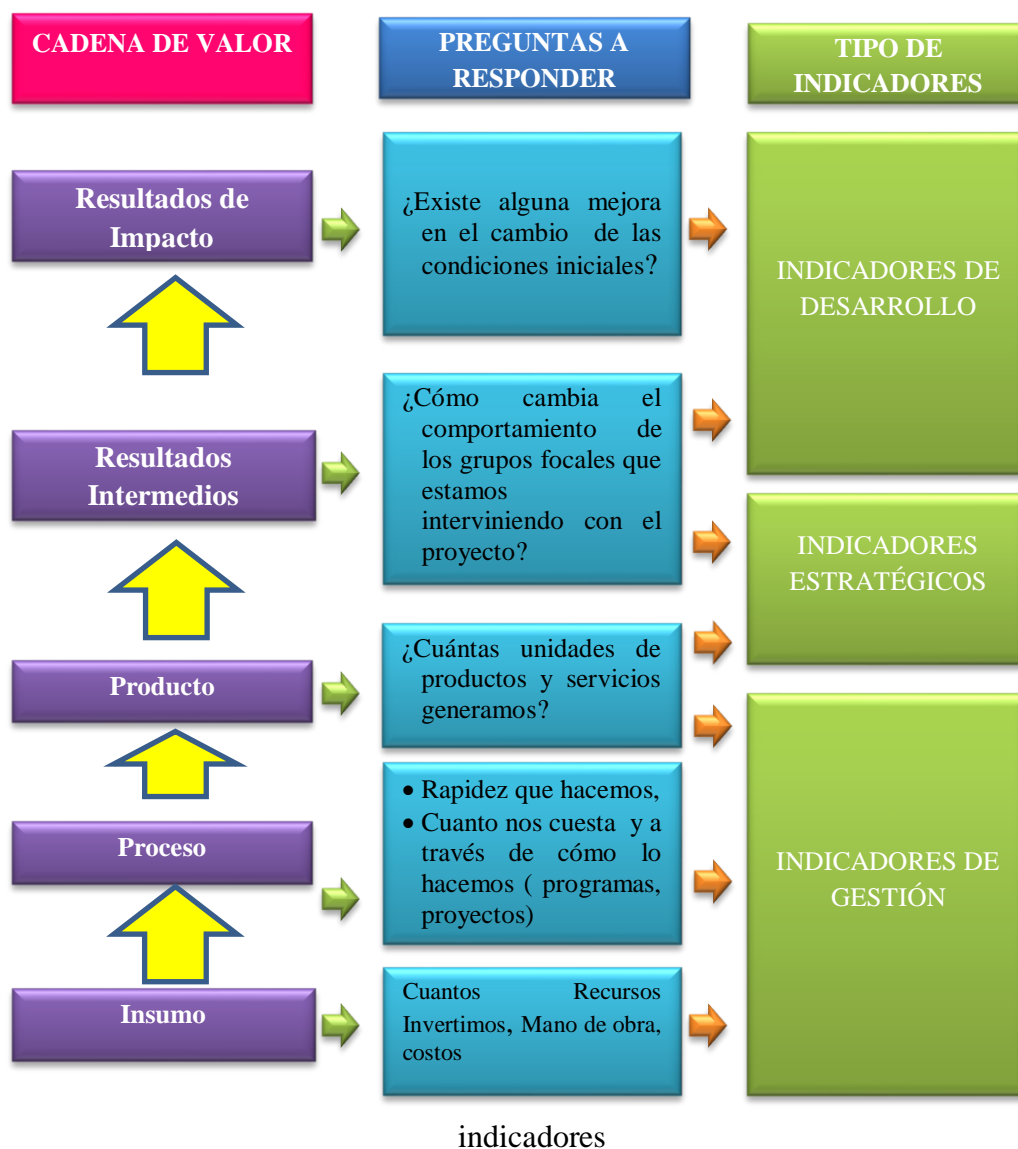 CADENA DE VALOR
PREGUNTAS A
RESPONDER
TIPO DE
INDICADORES
Resultados de
Impacto
¿Existe alguna mejora
en el cambio de las
condiciones iniciales?
INDICADORES DE
DESARROLLO
Resultados
Intermedios
¿Cómo cambia el
comportamiento de
los grupos focales que
estamos
interviniendo con el
proyecto?
INDICADORES
ESTRATÉGICOS
Producto
¿Cuántas unidades de
productos y servicios
generamos?
Proceso
• Rapidez que hacemos,
• Cuanto nos cuesta y a
través de cómo lo
hacemos ( programas,
proyectos)
INDICADORES DE
GESTIÓN
Insumo
Cuantos Recursos
Invertimos, Mano de obra,
costos
indicadores